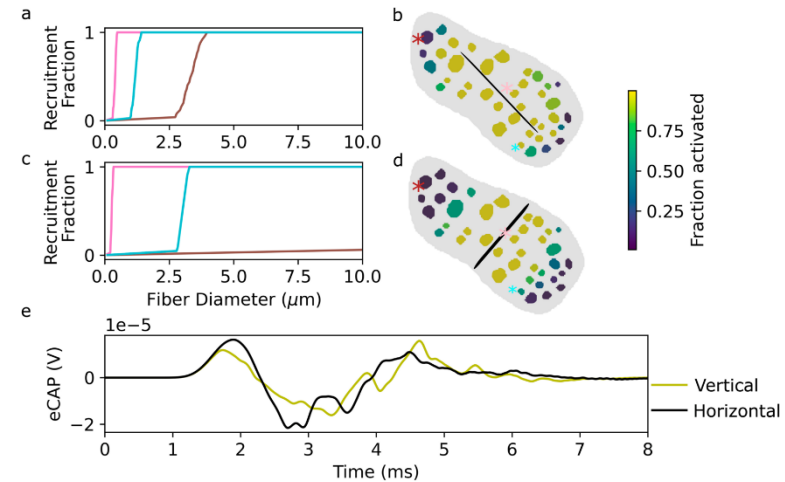 a
Recruitment
Fraction
1
0
0.0 2.5 5.0 7.5 10.0
b
*
*
*
c
Recruitment
Fraction
1
0
0.0 2.5 5.0 7.5 10.0
Fiber Diameter (μm)
d
*
*
*
0.75
0.50
0.25
Fraction activated
e
1e−5
eCAP (V)
0
−2
0 1 2 3 4 5 6 7 8
Time (ms)
Vertical
Horizontal